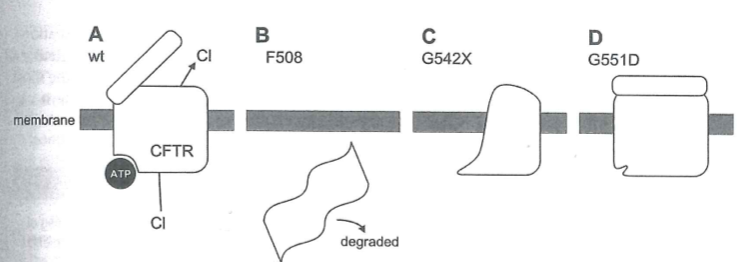 A
wt
Cl
membrane
CFTR
ATP
Cl
B
F508
degraded
C
G542X
D
G551D